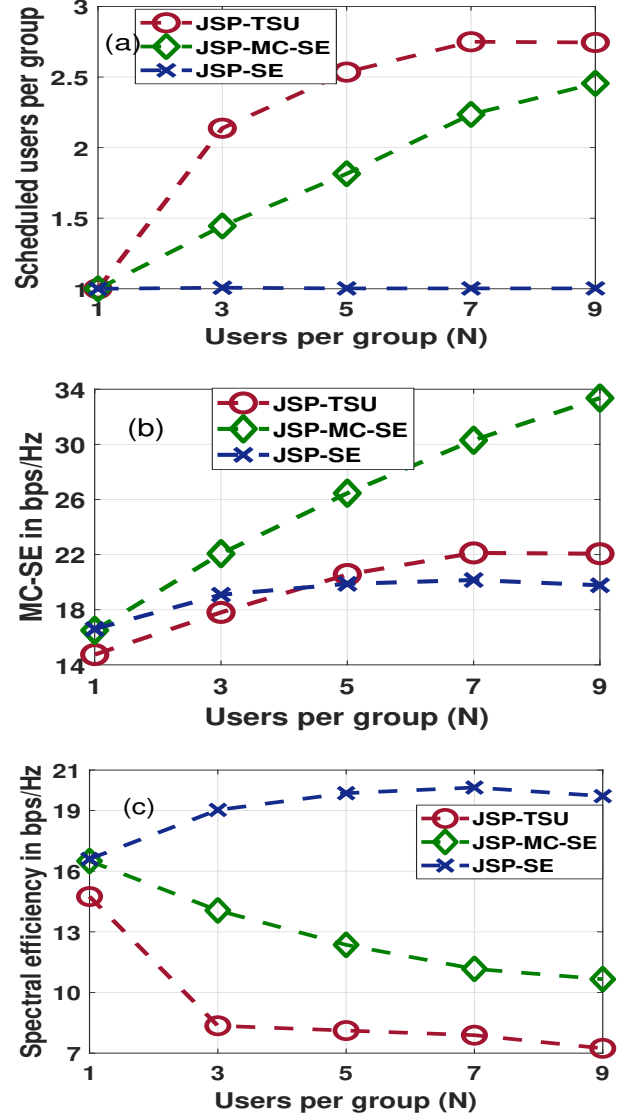 (a)
JSP-TSU
JSP-MC-SE
JSP-SE
Scheduled users per group
3
2.5
2
1.5
1
1 3 5 7 9
Users per group (N)
(b)
JSP-TSU
JSP-MC-SE
JSP-SE
MC-SE in bps/Hz
34
30
26
22
18
14
1 3 5 7 9
Users per group (N)
(c)
JSP-TSU
JSP-MC-SE
JSP-SE
Spectral efficiency in bps/Hz
21
19
16
13
10
7
1 3 5 7 9
Users per group (N)